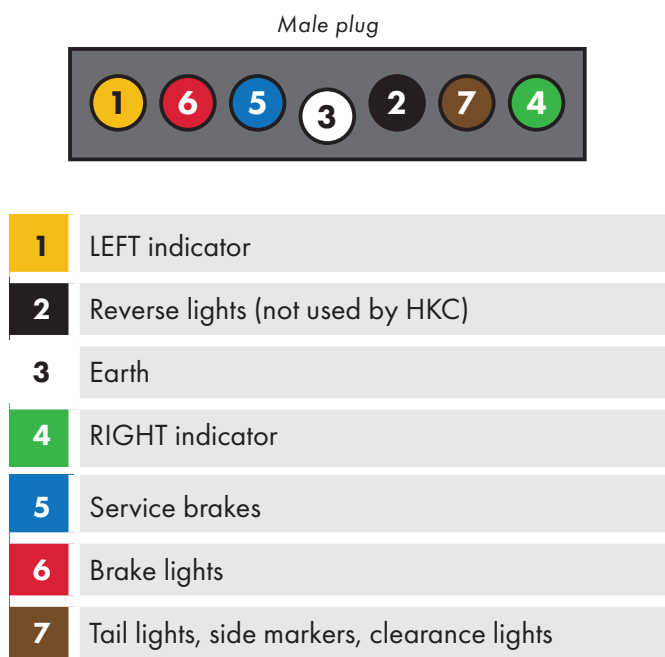 Male plug
1 6 5 3 2 7 4
1 LEFT indicator
2 Reverse lights (not used by HKC)
3 Earth
4 RIGHT indicator
5 Service brakes
6 Brake lights
7 Tail lights, side markers, clearance lights